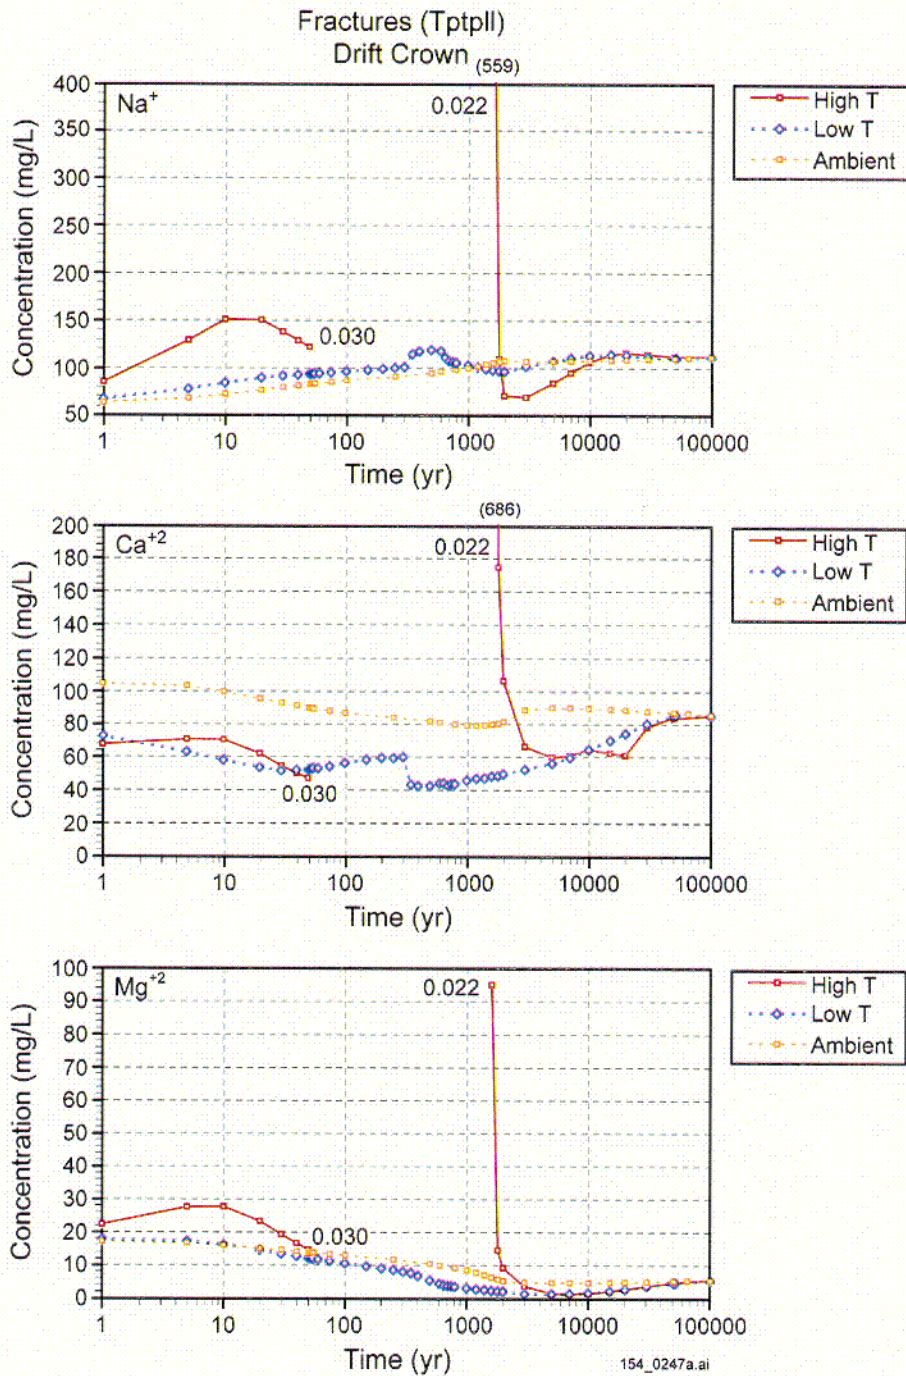 Fractures (Tptpll)
Drift Crown
(559)
400
350
300
250
200
150
100
50
Na+
0.022
0.030
Concentration (mg/L)
1 10 100 1000 10000 100000
Time (yr)
High T
Low T
Ambient
(686)
200
180
160
140
120
100
80
60
40
20
0
Ca+2
0.022
0.030
Concentration (mg/L)
1 10 100 1000 10000 100000
Time (yr)
High T
Low T
Ambient
100
90
80
70
60
50
40
30
20
10
0
Mg+2
0.022
0.030
Concentration (mg/L)
1 10 100 1000 10000 100000
Time (yr)
High T
Low T
Ambient
154_0247a.ai